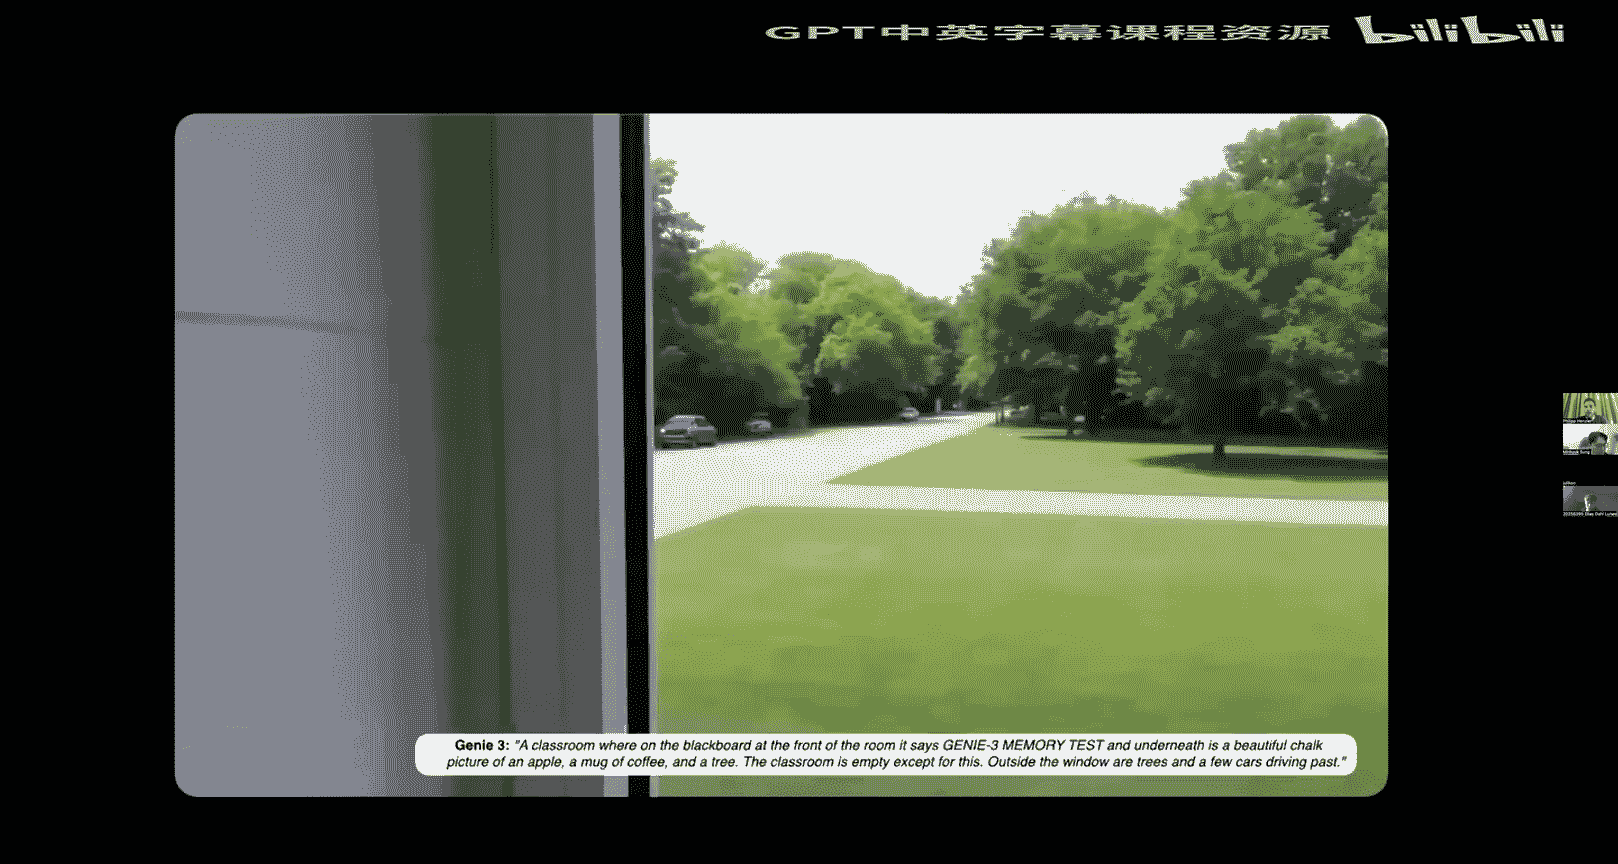 GPT中英字幕课程资源 bilibili
Genie 3: "A classroom where on the blackboard at the front of the room it says GENIE-3 MEMORY TEST and underneath is a beautiful chalk
picture of an apple, a mug of coffee, and a tree. The classroom is empty except for this. Outside the window are trees and a few cars driving past."